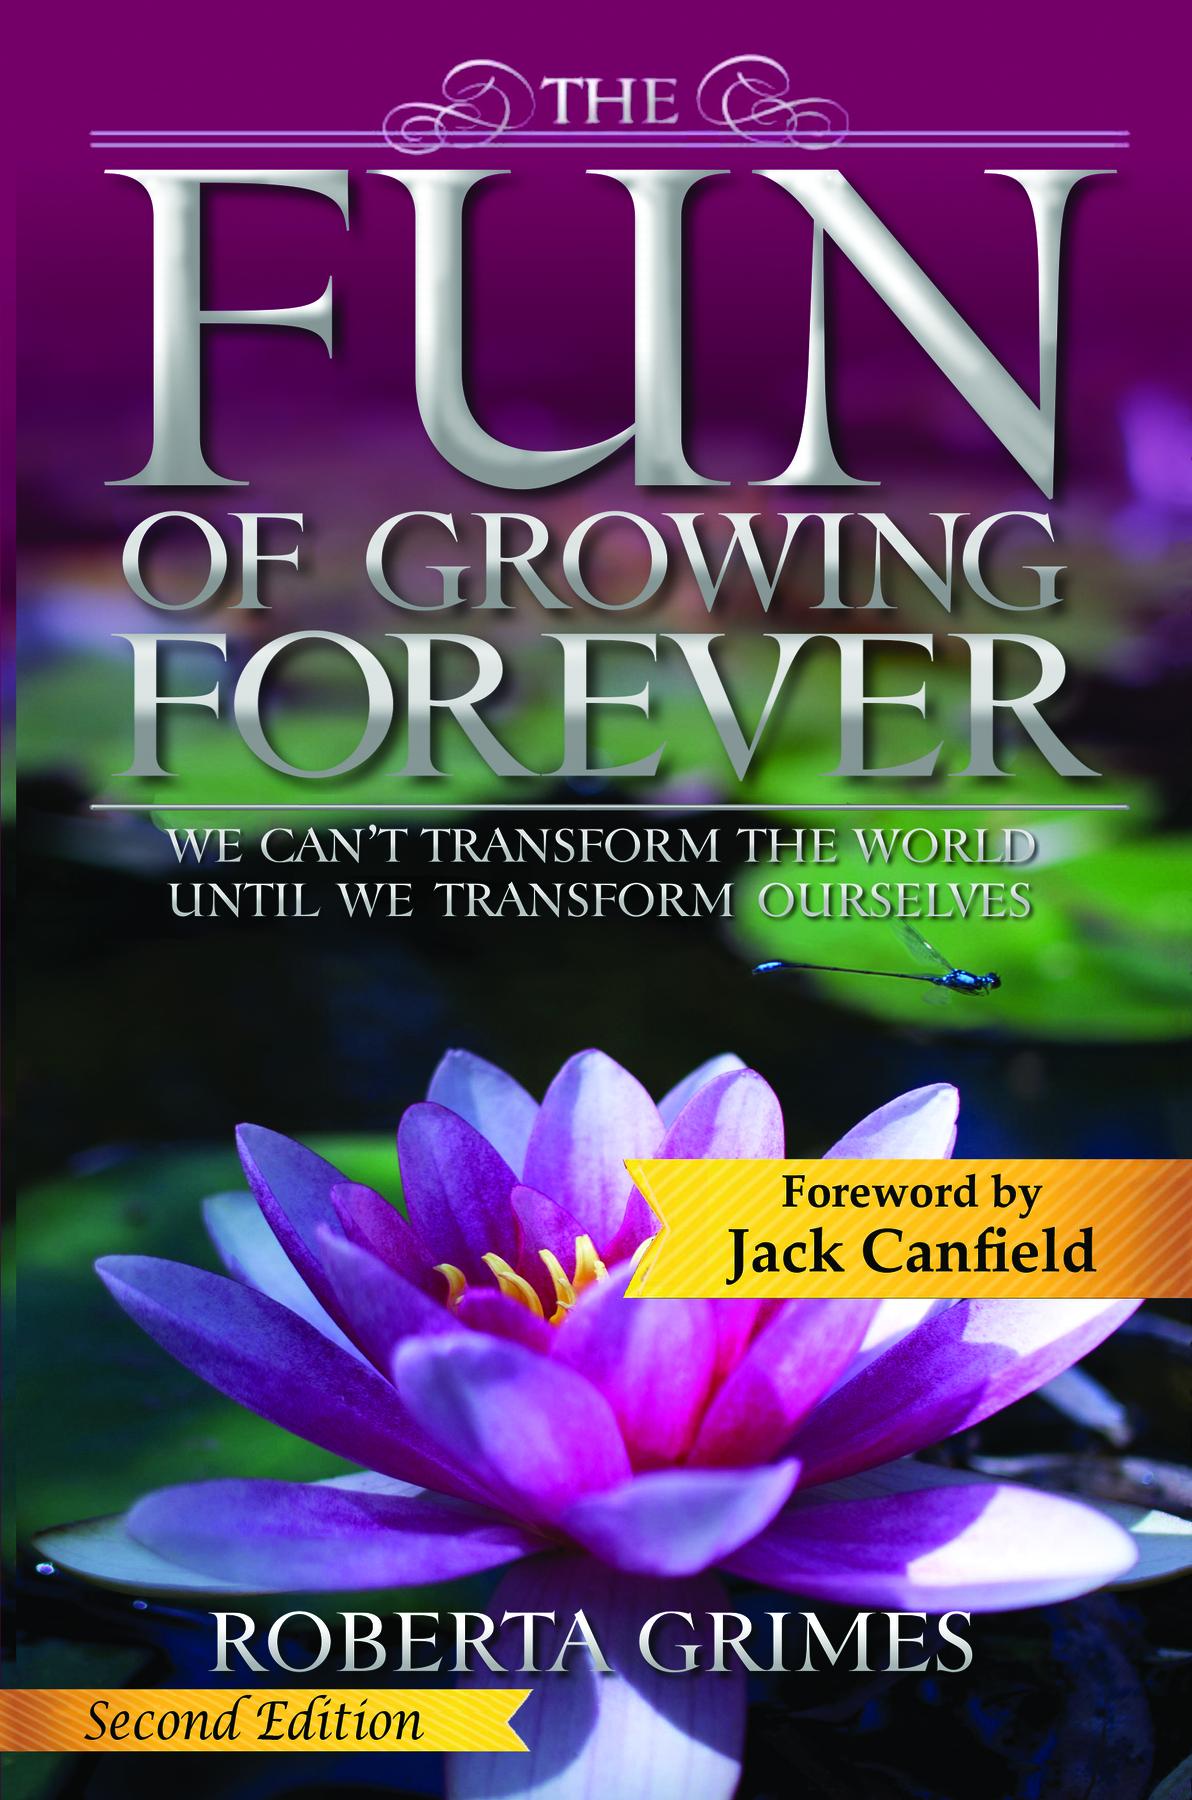 THE
FUN
OF GROWING
FOREVER
WE CAN'T TRANSFORM THE WORLD
UNTIL WE TRANSFORM OURSELVES
Foreword by
Jack Canfield
ROBERTA GRIMES
Second Edition